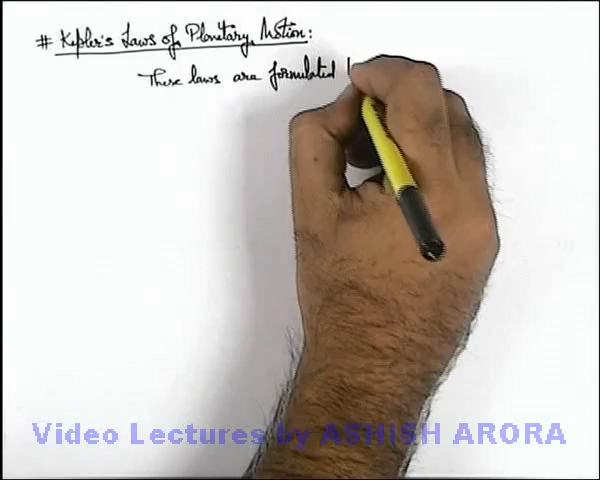 # Kepler's Laws of Planetary Motion:
These laws are formulated
Video Lectures by ASHISH ARORA